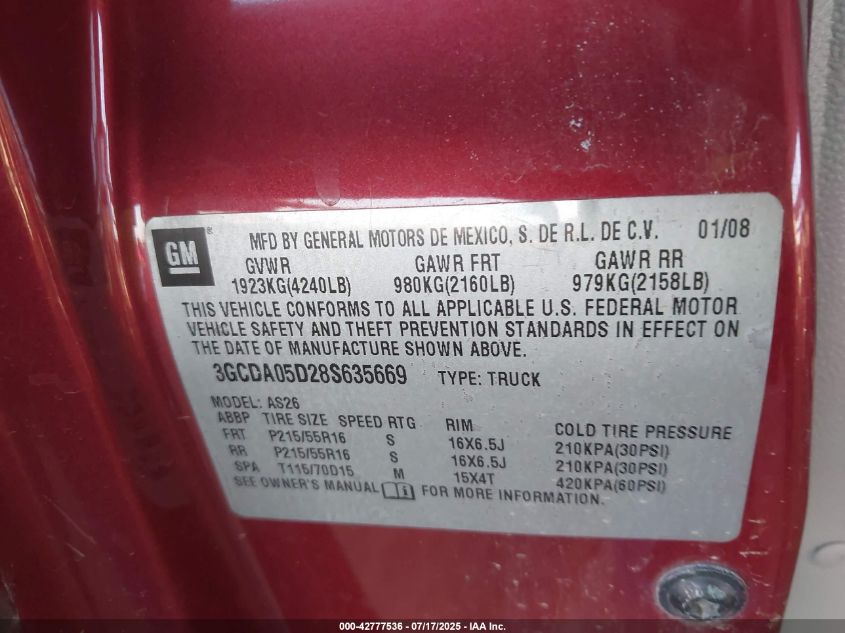 GM ® MFD BY GENERAL MOTORS DE MEXICO, S. DE R.L. DE C.V. 01/08
GVWR GAWR FRT GAWR RR
1923KG(4240LB) 980KG(2160LB) 979KG(2158LB)
THIS VEHICLE CONFORMS TO ALL APPLICABLE U.S. FEDERAL MOTOR
VEHICLE SAFETY AND THEFT PREVENTION STANDARDS IN EFFECT ON
THE DATE OF MANUFACTURE SHOWN ABOVE.
3GCDA05D28S635669 TYPE: TRUCK
MODEL: AS26
ABBP TIRE SIZE SPEED RTG RIM COLD TIRE PRESSURE
FRT P215/55R16 S 16X6.5J 210KPA(30PSI)
RR P215/55R16 S 16X6.5J 210KPA(30PSI)
SPA T115/70D15 M 15X4T 420KPA(60PSI)
SEE OWNER'S MANUAL FOR MORE INFORMATION.
000-42777536 - 07/17/2025 - IAA Inc.